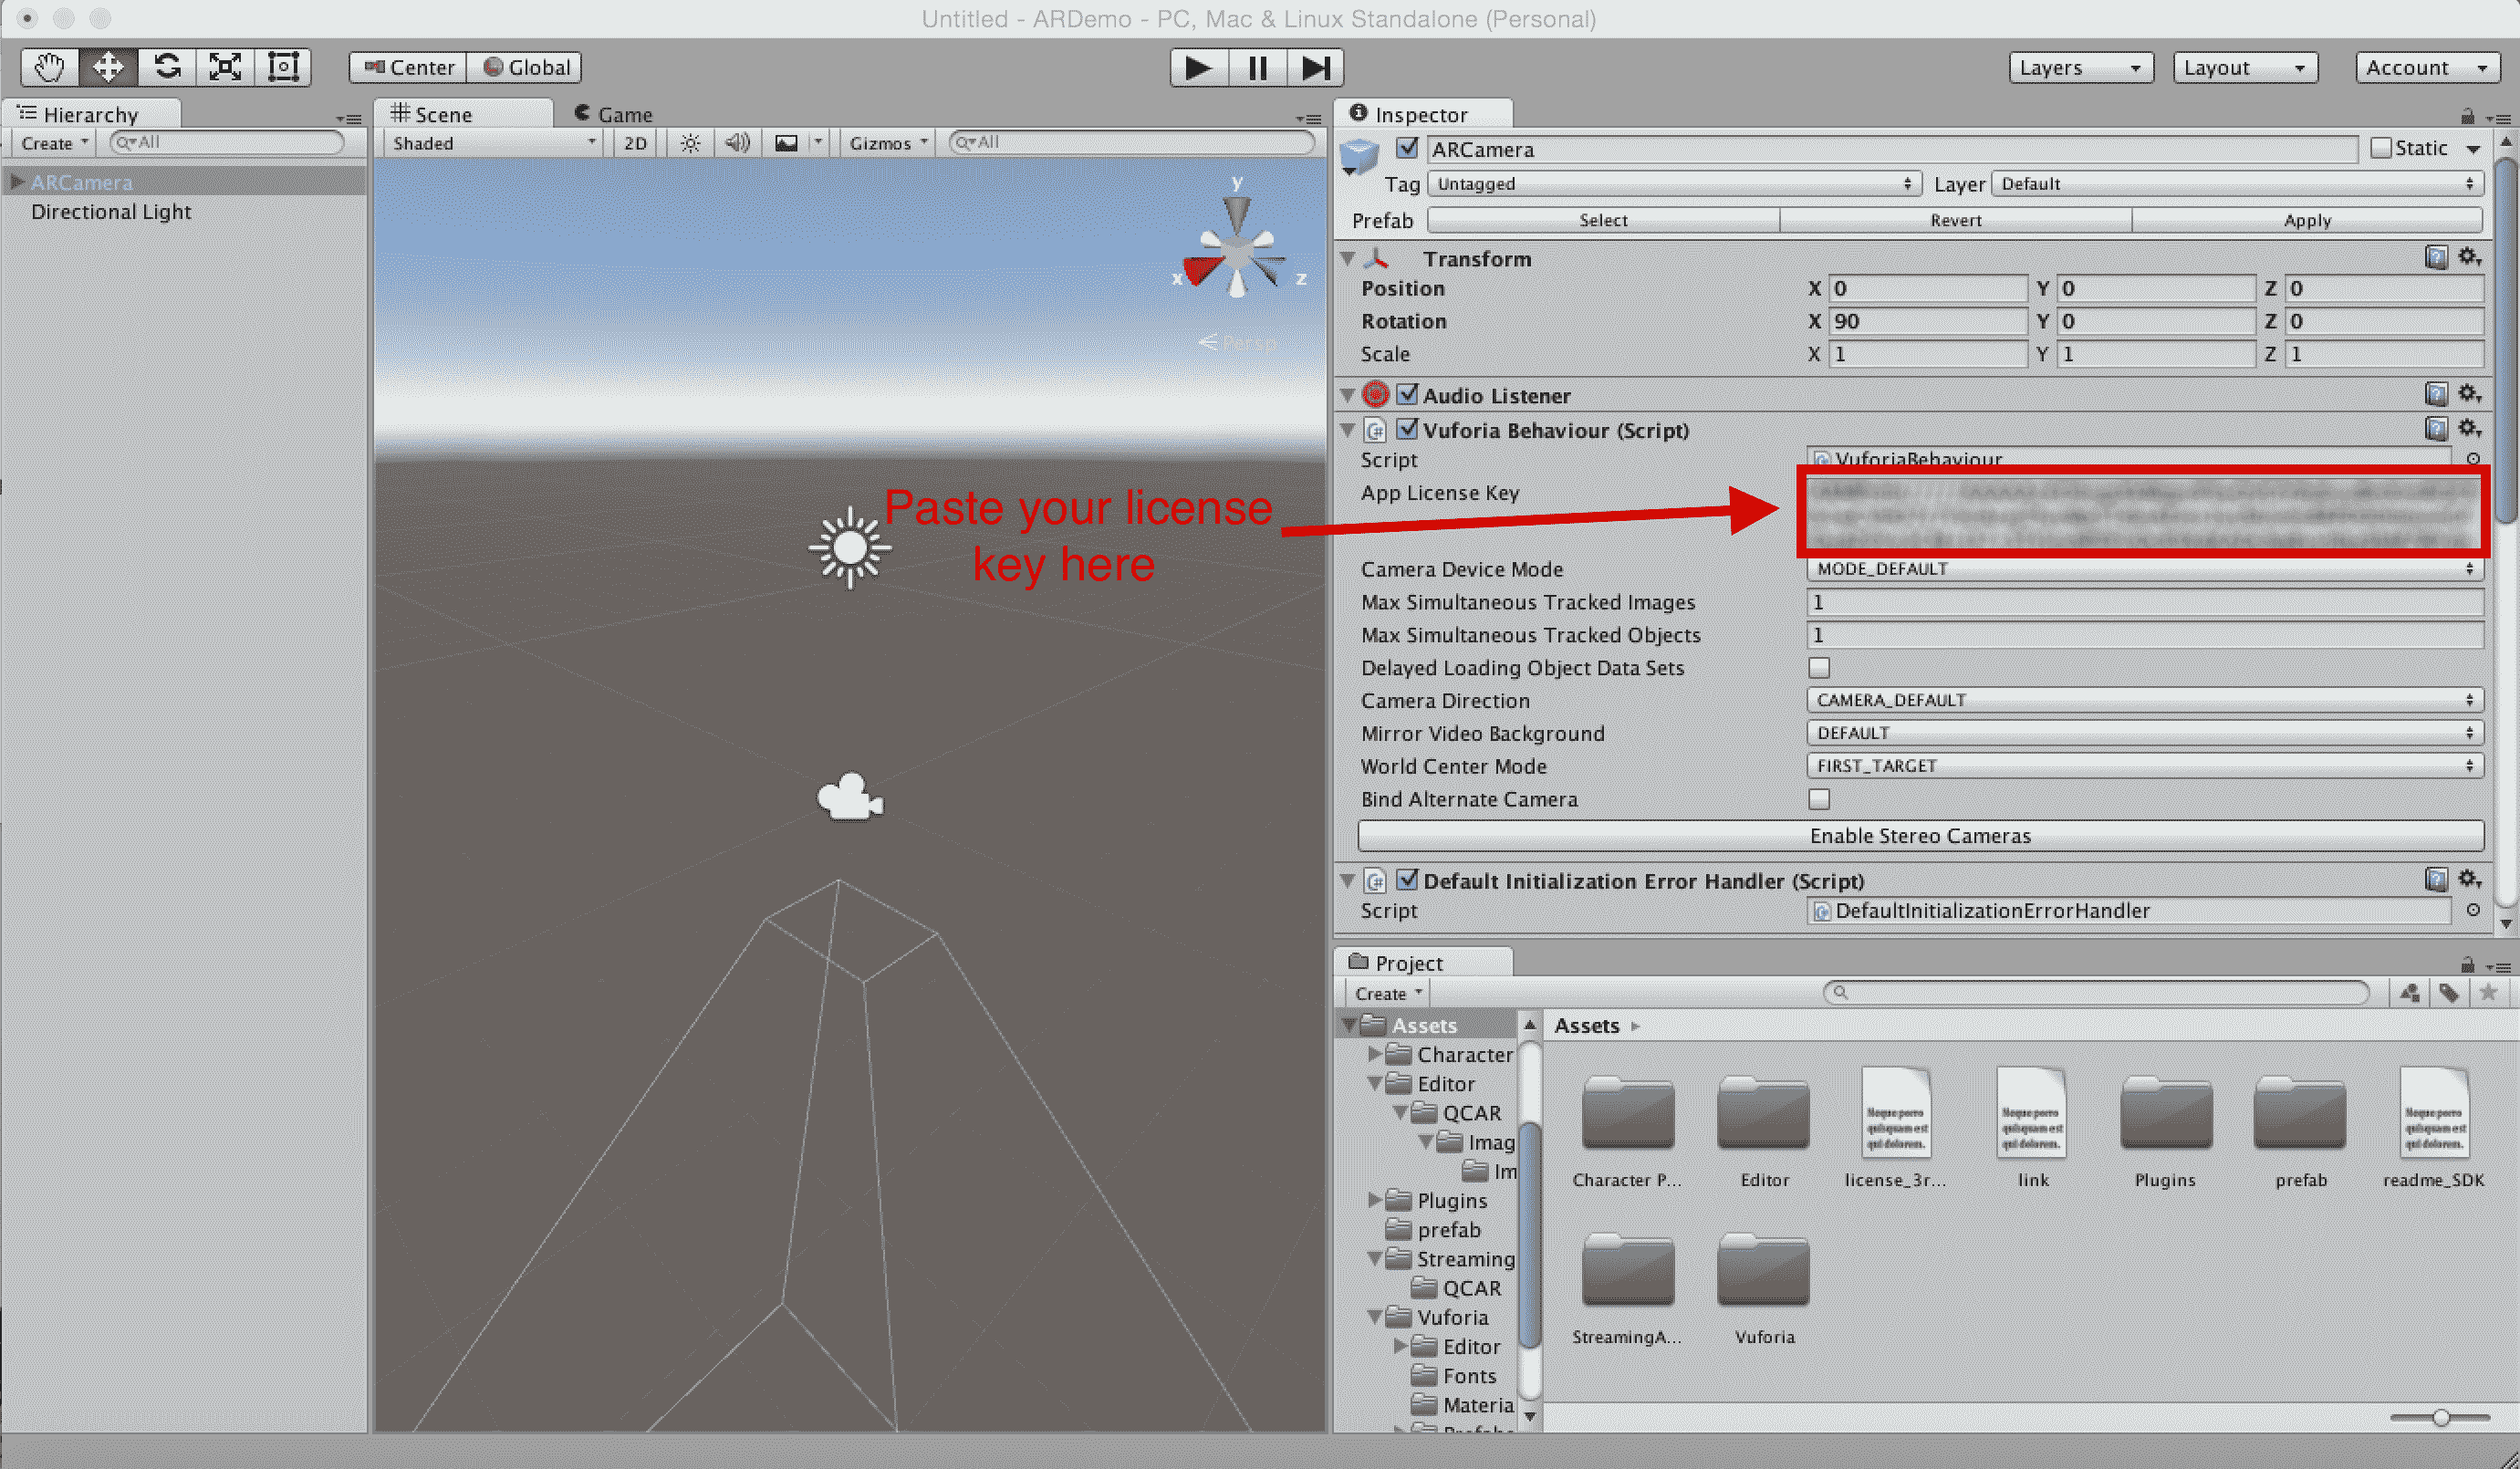 Untitled - ARDemo - PC, Mac & Linux Standalone (Personal)
Center Global Layers Layout Account
Hierarchy
Create All
ARCamera
Directional Light
Scene Game
Shaded 2D Gizmos All
y
x z
Persp
Paste your license
key here
Inspector
ARCamera Static
Tag Untagged Layer Default
Prefab Select Revert Apply
Transform
Position X 0 Y 0 Z 0
Rotation X 90 Y 0 Z 0
Scale X 1 Y 1 Z 1
Audio Listener
Vuforia Behaviour (Script)
Script VuforiaBehaviour
App License Key
Camera Device Mode MODE_DEFAULT
Max Simultaneous Tracked Images 1
Max Simultaneous Tracked Objects 1
Delayed Loading Object Data Sets
Camera Direction CAMERA_DEFAULT
Mirror Video Background DEFAULT
World Center Mode FIRST_TARGET
Bind Alternate Camera
Enable Stereo Cameras
Default Initialization Error Handler (Script)
Script DefaultInitializationErrorHandler
Project
Create
Assets
Character
Editor
QCAR
Imag
Im
Plugins
prefab
Streaming
QCAR
Vuforia
Editor
Fonts
Materia
Assets
Character P... Editor license_3r... link Plugins prefab readme_SDK
StreamingA... Vuforia